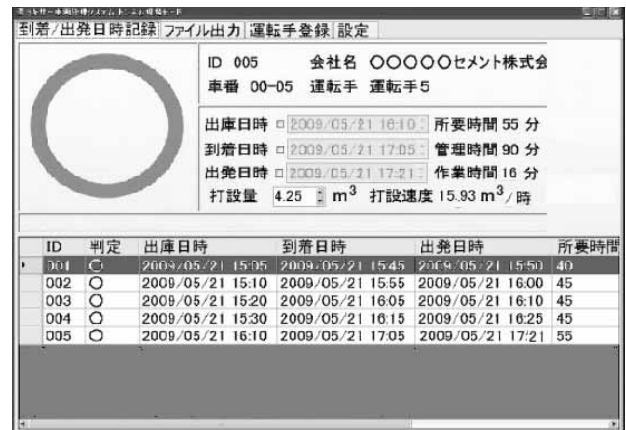 到着/出発日時記録 ファイル出力 運転手登録 設定
ID 005 会社名 〇〇〇〇〇セメント株式会
車番 00-05 運転手 運転手5
出庫日時 2009/05/21 16:10 所要時間 55 分
到着日時 2009/05/21 17:05 管理時間 90 分
出発日時 2009/05/21 17:21 作業時間 16 分
打設量 4.25 m³ 打設速度 15.93 m³/時
ID 判定 出庫日時 到着日時 出発日時 所要時間
001 〇 2009/05/21 15:05 2009/05/21 15:45 2009/05/21 15:50 40
002 〇 2009/05/21 15:10 2009/05/21 15:55 2009/05/21 16:00 45
003 〇 2009/05/21 15:20 2009/05/21 16:05 2009/05/21 16:10 45
004 〇 2009/05/21 15:30 2009/05/21 16:15 2009/05/21 16:25 45
005 〇 2009/05/21 16:10 2009/05/21 17:05 2009/05/21 17:21 55